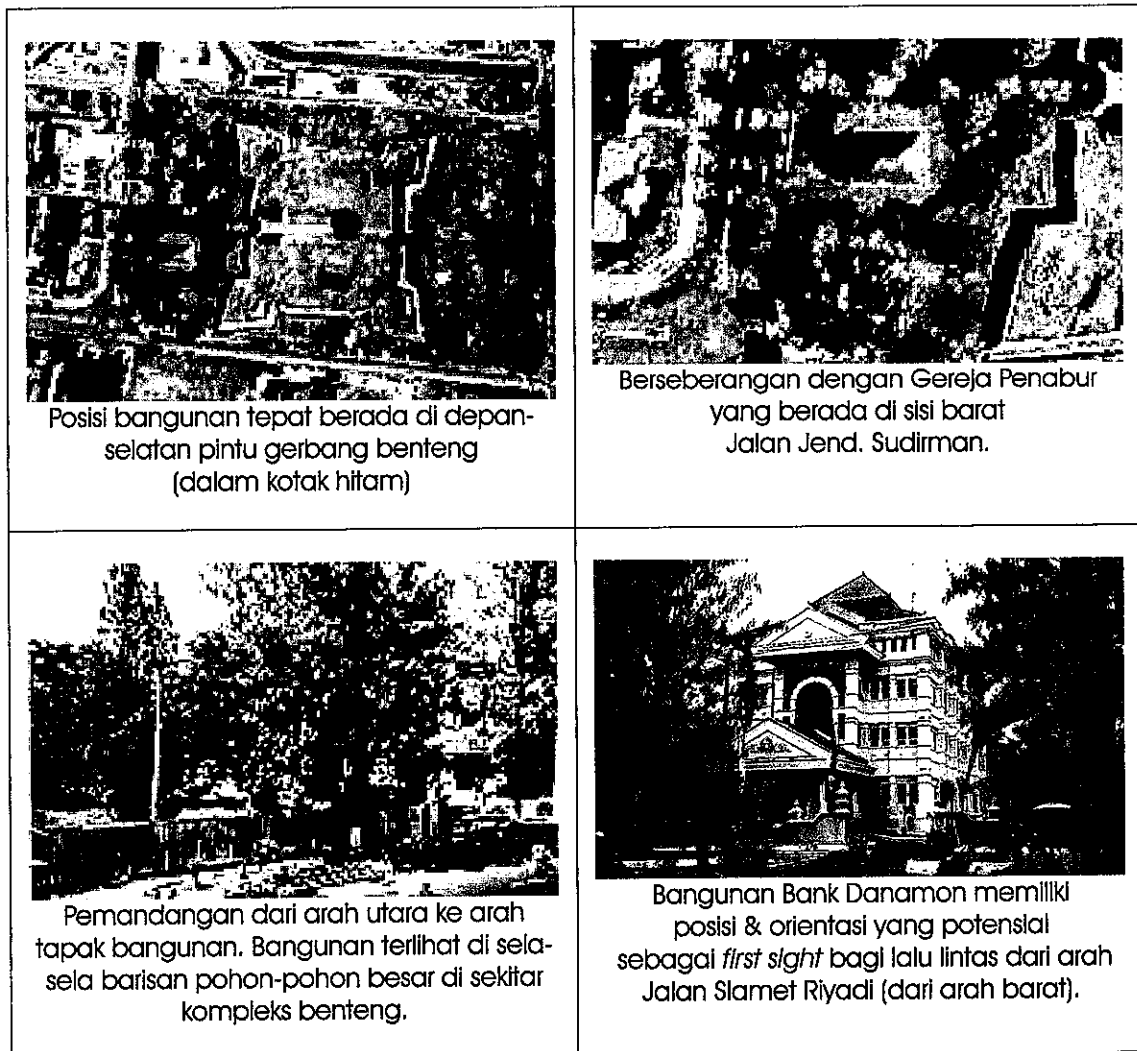 Posisi bangunan tepat berada di depan-
selatan pintu gerbang benteng
(dalam kotak hitam)
Berseberangan dengan Gereja Penabur
yang berada di sisi barat
Jalan Jend. Sudirman.
Pemandangan dari arah utara ke arah
tapak bangunan. Bangunan terlihat di sela-
sela barisan pohon-pohon besar di sekitar
kompleks benteng.
Bangunan Bank Danamon memiliki
posisi & orientasi yang potensial
sebagai first sight bagi lalu lintas dari arah
Jalan Slamet Riyadi (dari arah barat).